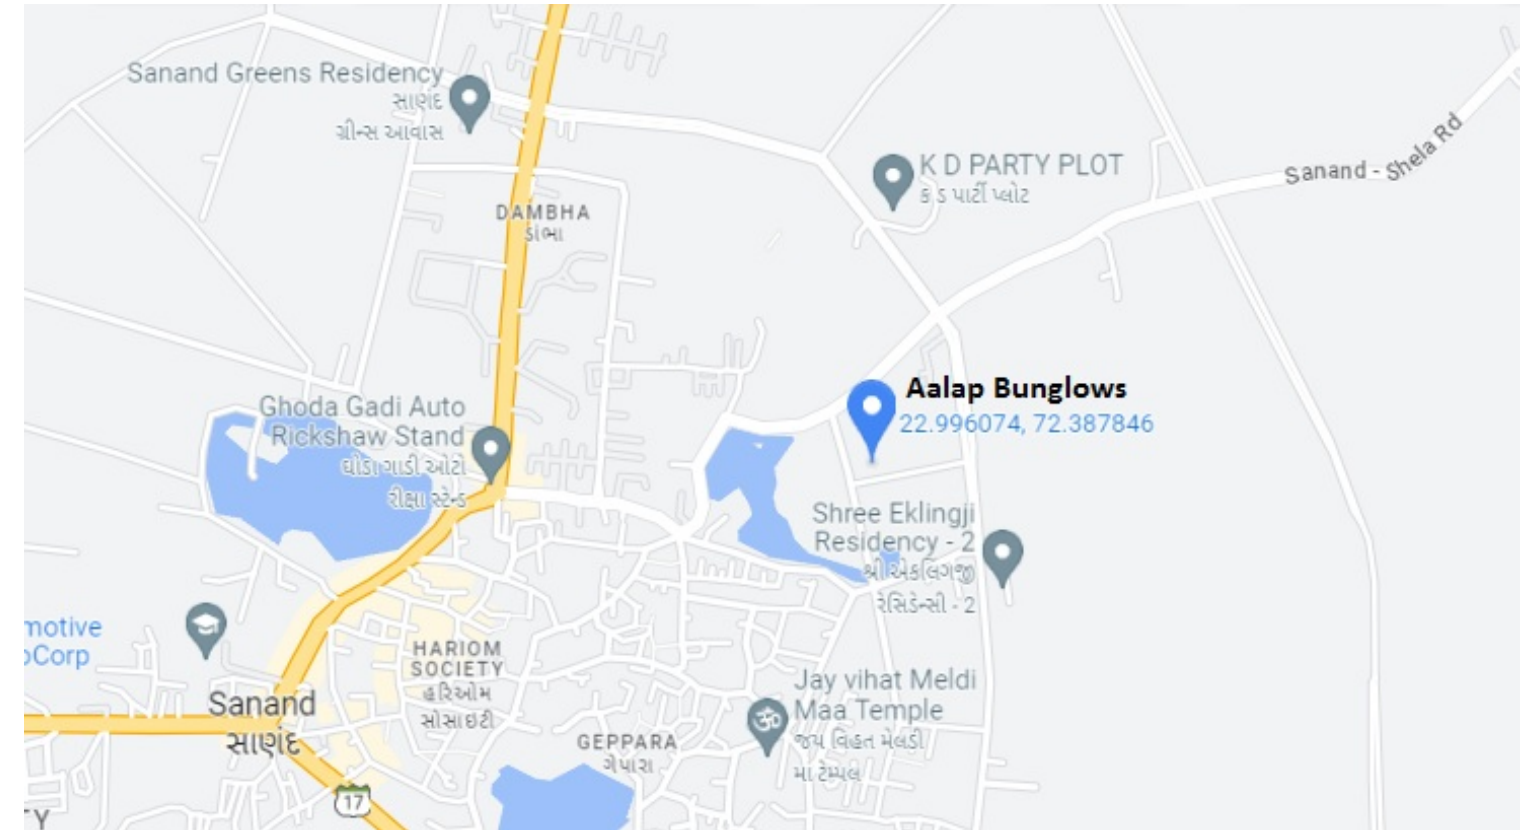 Sanand Greens Residency
સાણંદ
ગ્રીન્સ આવાસ
K D PARTY PLOT
કે ડી પાર્ટી પ્લોટ
Sanand - Shela Rd
DAMBHA
ડાંભા
Aalap Bunglows
22.996074, 72.387846
Ghoda Gadi Auto
Rickshaw Stand
ઘોડા ગાડી ઓટો
રીક્ષા સ્ટેન્ડ
Shree Eklingji
Residency - 2
શ્રી એકલિંગજી
રેસિડેન્સી - 2
motive
oCorp
HARIOM
SOCIETY
હરિઓમ
સોસાઇટી
Sanand
સાણંદ
Jay vihat Meldi
Maa Temple
જય વિહત મેલડી
મા ટેમ્પલ
GEPPARA
ગેપારા
17
TY